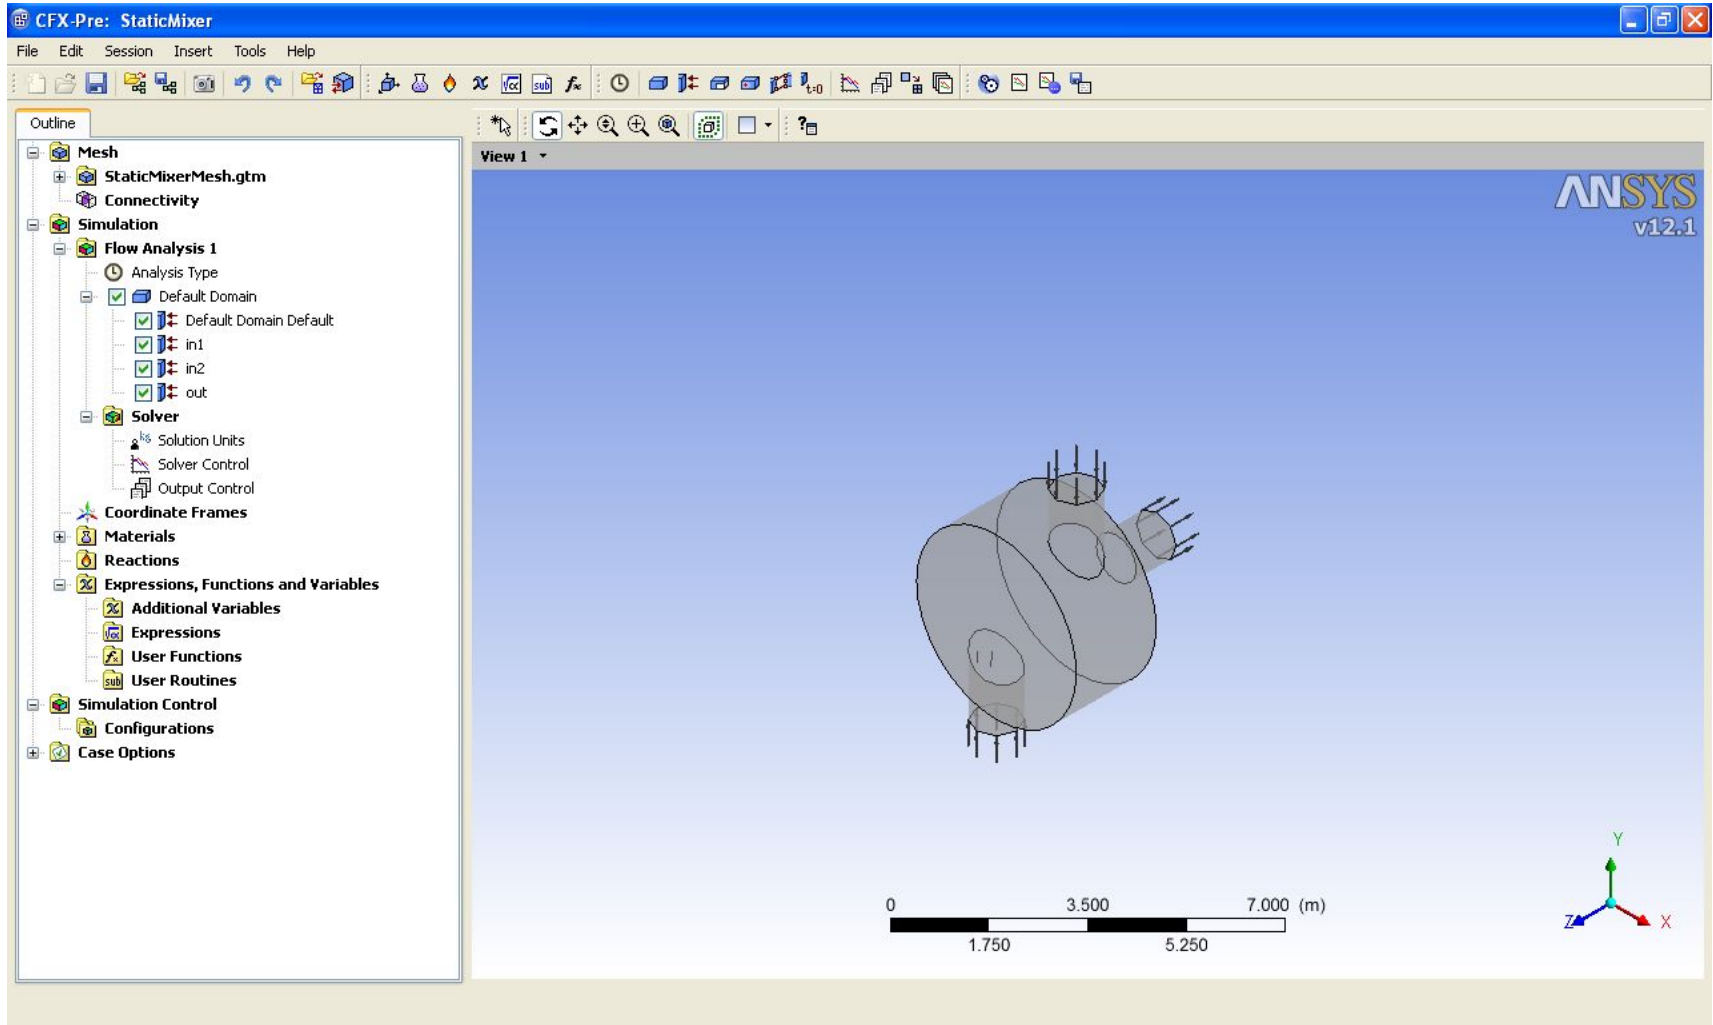 CFX-Pre: StaticMixer
File Edit Session Insert Tools Help
Outline
View 1
Mesh
StaticMixerMesh.gtm
Connectivity
Simulation
Flow Analysis 1
Analysis Type
Default Domain
Default Domain Default
in1
in2
out
Solver
Solution Units
Solver Control
Output Control
Coordinate Frames
Materials
Reactions
Expressions, Functions and Variables
Additional Variables
Expressions
User Functions
User Routines
Simulation Control
Configurations
Case Options
ANSYS
v12.1
0 3.500 7.000 (m)
1.750 5.250
Y
Z X